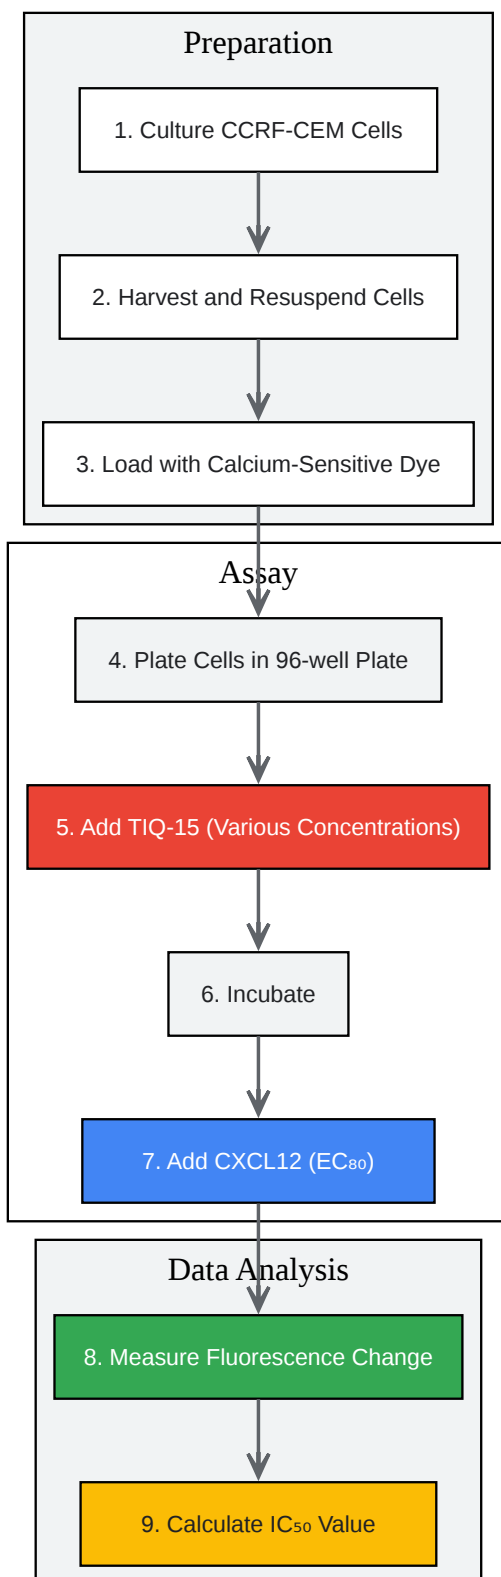 Preparation
1. Culture CCRF-CEM Cells
2. Harvest and Resuspend Cells
3. Load with Calcium-Sensitive Dye
Assay
4. Plate Cells in 96-well Plate
5. Add TIQ-15 (Various Concentrations)
6. Incubate
7. Add CXCL12 (EC₈₀)
Data Analysis
8. Measure Fluorescence Change
9. Calculate IC₅₀ Value